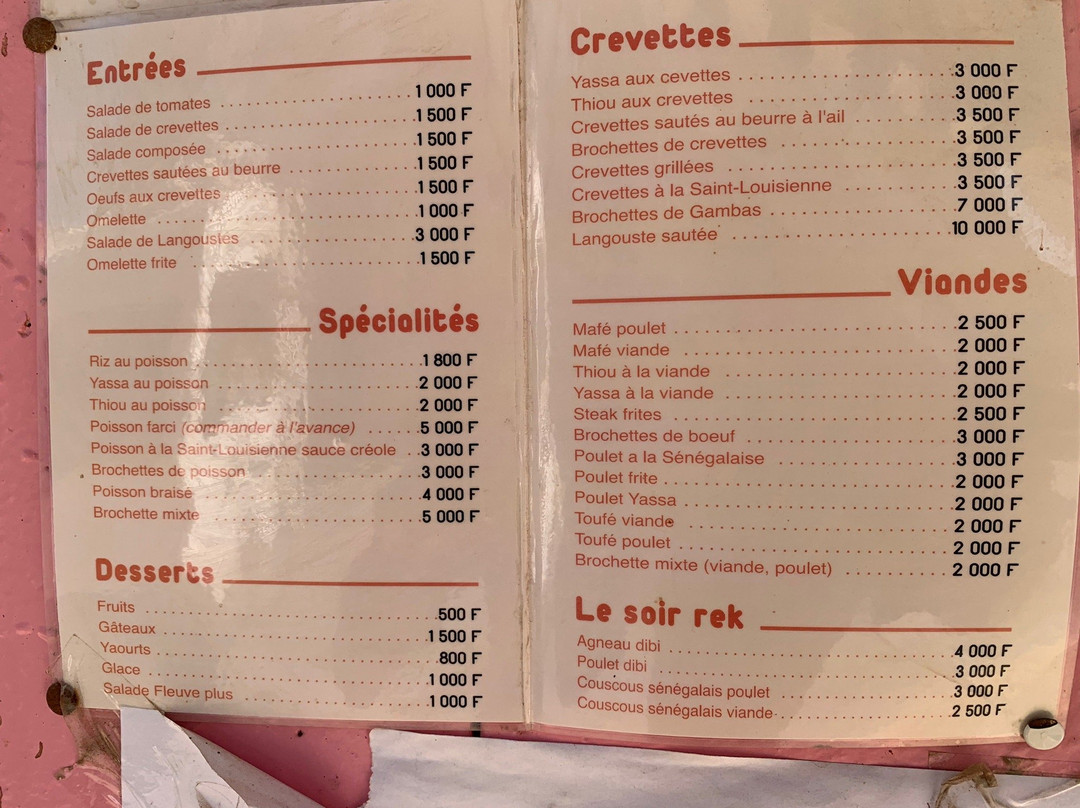 Entrées
Salade de tomates 1 000 F
Salade de crevettes 1 500 F
Salade composée 1 500 F
Crevettes sautées au beurre 1 500 F
Oeufs aux crevettes 1 500 F
Omelette 1 000 F
Salade de Langoustes 3 000 F
Omelette frite 1 500 F
Spécialités
Riz au poisson 1 800 F
Yassa au poisson 2 000 F
Thiou au poisson 2 000 F
Poisson farci (commander à l'avance) 5 000 F
Poisson à la Saint-Louisienne sauce créole 3 000 F
Brochettes de poisson 3 000 F
Poisson braisé 4 000 F
Brochette mixte 5 000 F
Desserts
Fruits 500 F
Gâteaux 1 500 F
Yaourts 800 F
Glace 1 000 F
Salade Fleuve plus 1 000 F
Crevettes
Yassa aux cevettes 3 000 F
Thiou aux crevettes 3 000 F
Crevettes sautés au beurre à l'ail 3 500 F
Brochettes de crevettes 3 500 F
Crevettes grillées 3 500 F
Crevettes à la Saint-Louisienne 3 500 F
Brochettes de Gambas 7 000 F
Langouste sautée 10 000 F
Viandes
Mafé poulet 2 500 F
Mafé viande 2 000 F
Thiou à la viande 2 000 F
Yassa à la viande 2 000 F
Steak frites 2 500 F
Brochettes de boeuf 3 000 F
Poulet a la Sénégalaise 3 000 F
Poulet frite 2 000 F
Poulet Yassa 2 000 F
Toufé viande 2 000 F
Toufé poulet 2 000 F
Brochette mixte (viande, poulet) 2 000 F
Le soir rek
Agneau dibi 4 000 F
Poulet dibi 3 000 F
Couscous sénégalais poulet 3 000 F
Couscous sénégalais viande 2 500 F